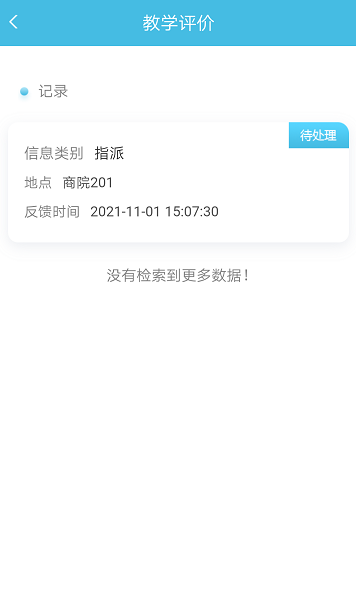 教学评价
记录
待处理
信息类别 指派
地点 商院201
反馈时间 2021-11-01 15:07:30
没有检索到更多数据！